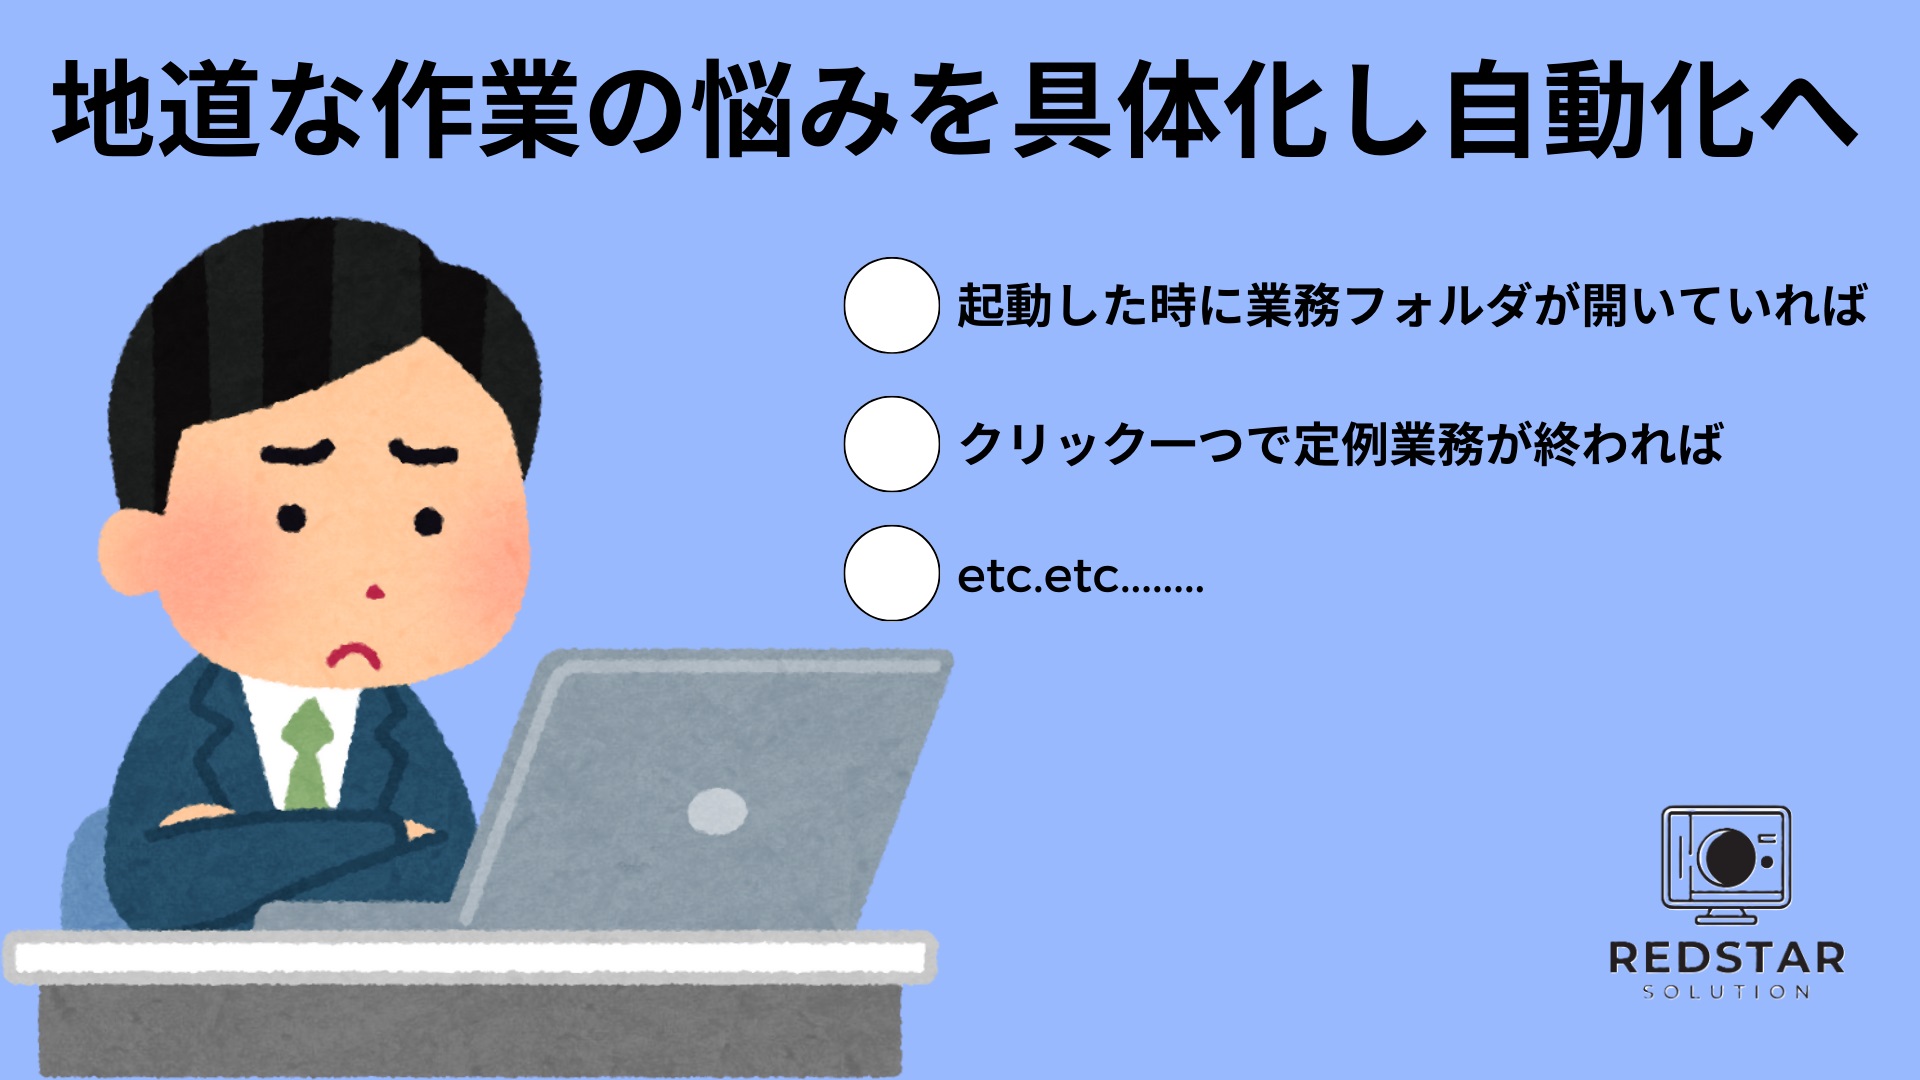 地道な作業の悩みを具体化し自動化へ
起動した時に業務フォルダが開いていれば
クリック一つで定例業務が終われば
etc.etc........
REDSTAR
SOLUTION